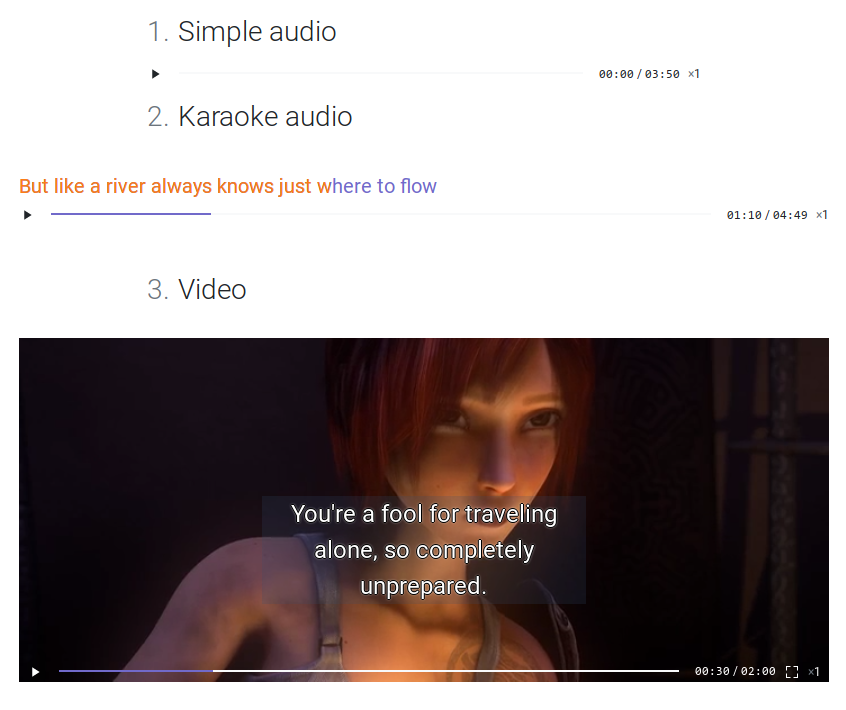 1. Simple audio
00:00 / 03:50 ×1
2. Karaoke audio
But like a river always knows just where to flow
01:10 / 04:49 ×1
3. Video
You're a fool for traveling
alone, so completely
unprepared.
00:30 / 02:00 ×1